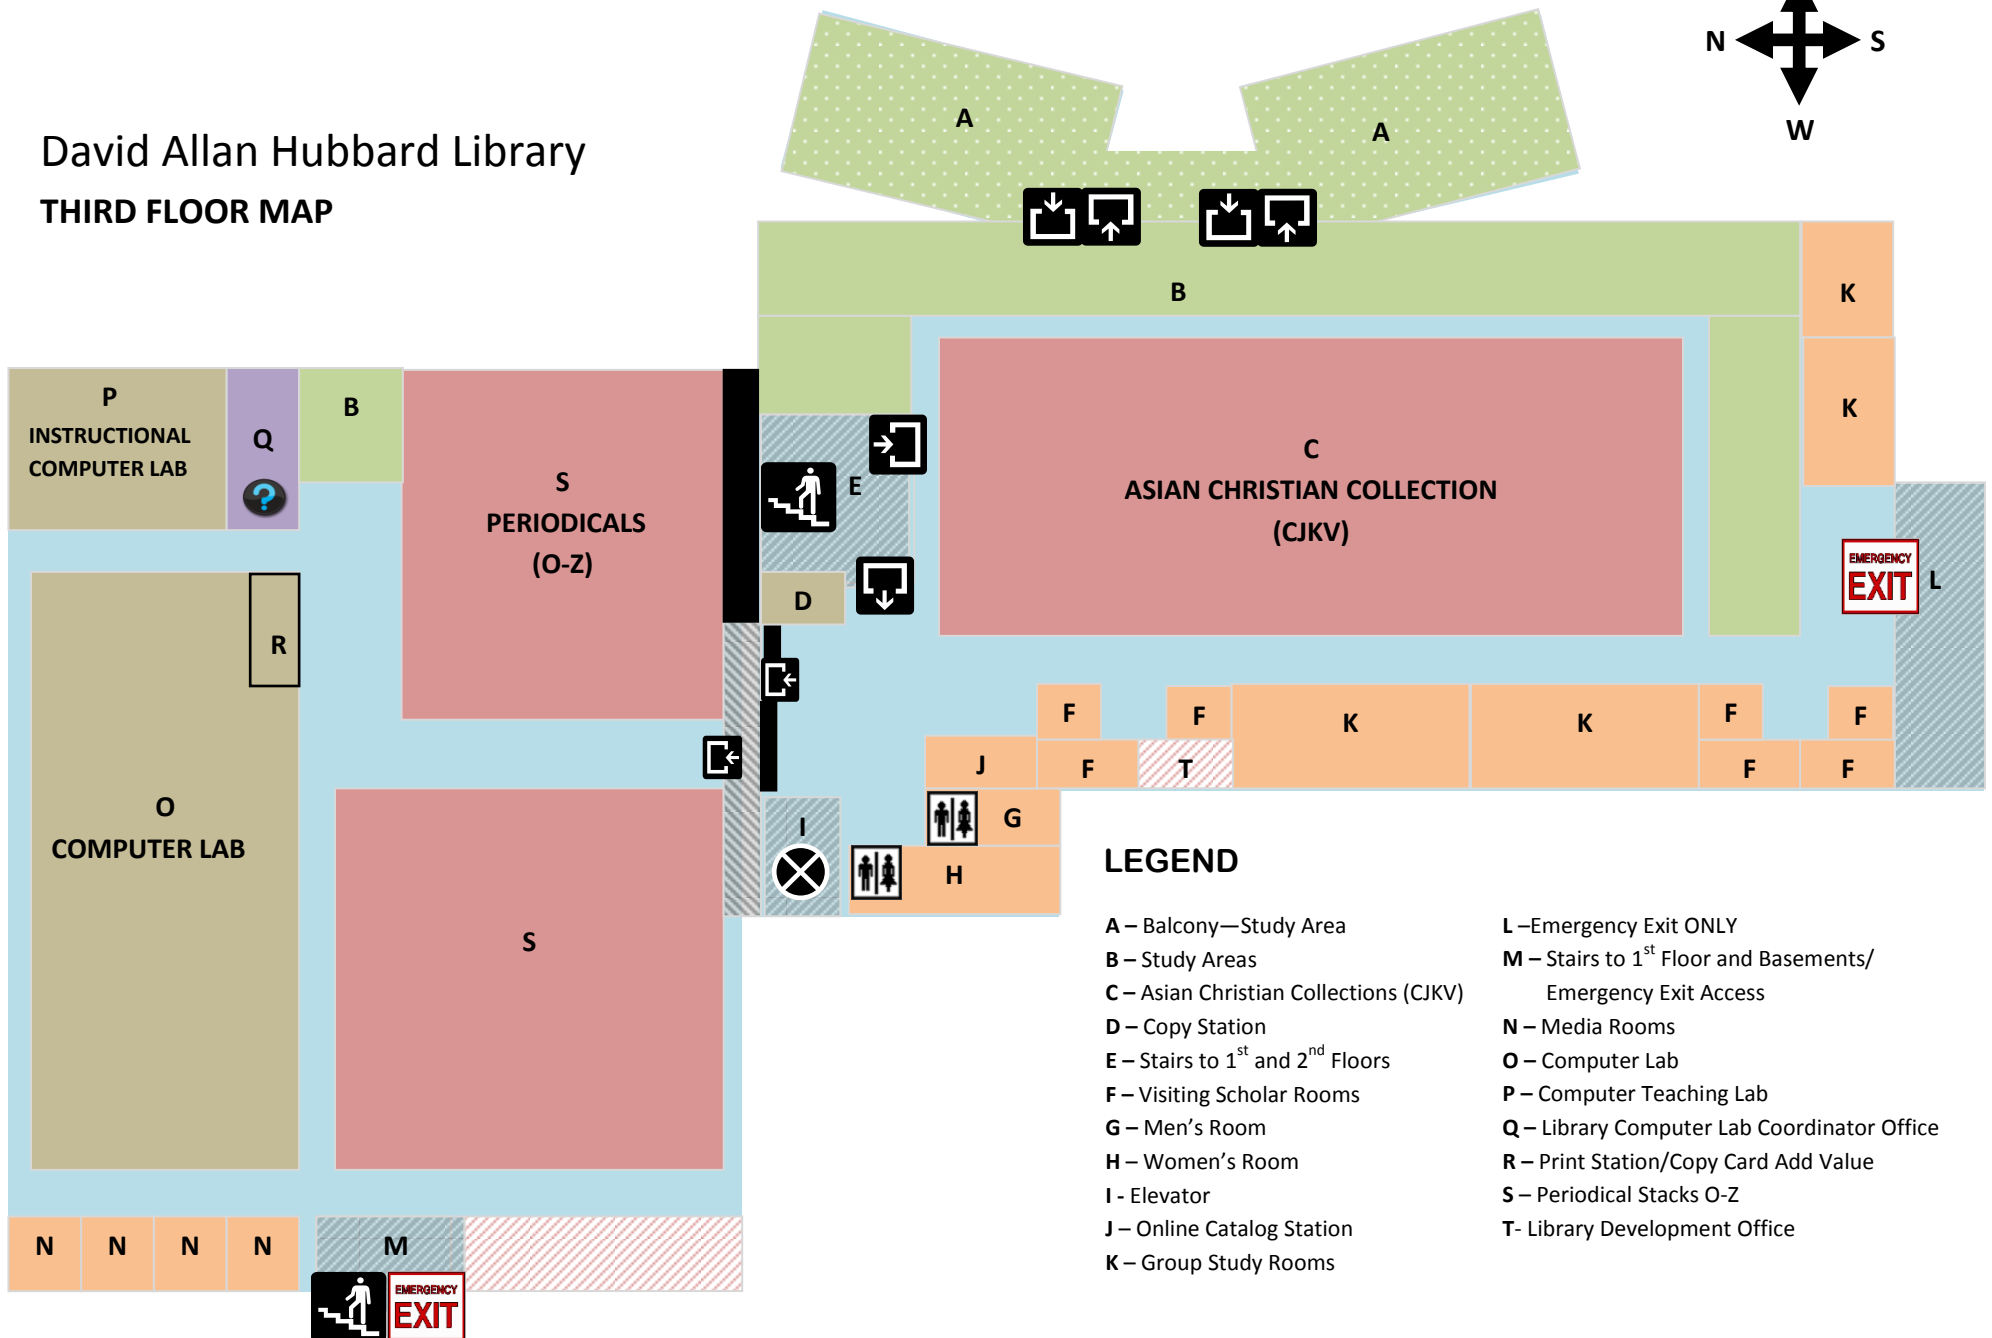 N
S
W
David Allan Hubbard Library
THIRD FLOOR MAP
A
A
B
K
K
P
INSTRUCTIONAL
COMPUTER LAB
Q
?
B
S
PERIODICALS
(O-Z)
E
C
ASIAN CHRISTIAN COLLECTION
(CJKV)
EMERGENCY
EXIT
L
D
R
F
F
K
K
F
F
J
F
T
F
F
O
COMPUTER LAB
I
G
H
S
N
N
N
N
M
EMERGENCY
EXIT
LEGEND
A – Balcony—Study Area
B – Study Areas
C – Asian Christian Collections (CJKV)
D – Copy Station
E – Stairs to 1st and 2nd Floors
F – Visiting Scholar Rooms
G – Men's Room
H – Women's Room
I - Elevator
J – Online Catalog Station
K – Group Study Rooms
L –Emergency Exit ONLY
M – Stairs to 1st Floor and Basements/
Emergency Exit Access
N – Media Rooms
O – Computer Lab
P – Computer Teaching Lab
Q – Library Computer Lab Coordinator Office
R – Print Station/Copy Card Add Value
S – Periodical Stacks O-Z
T- Library Development Office